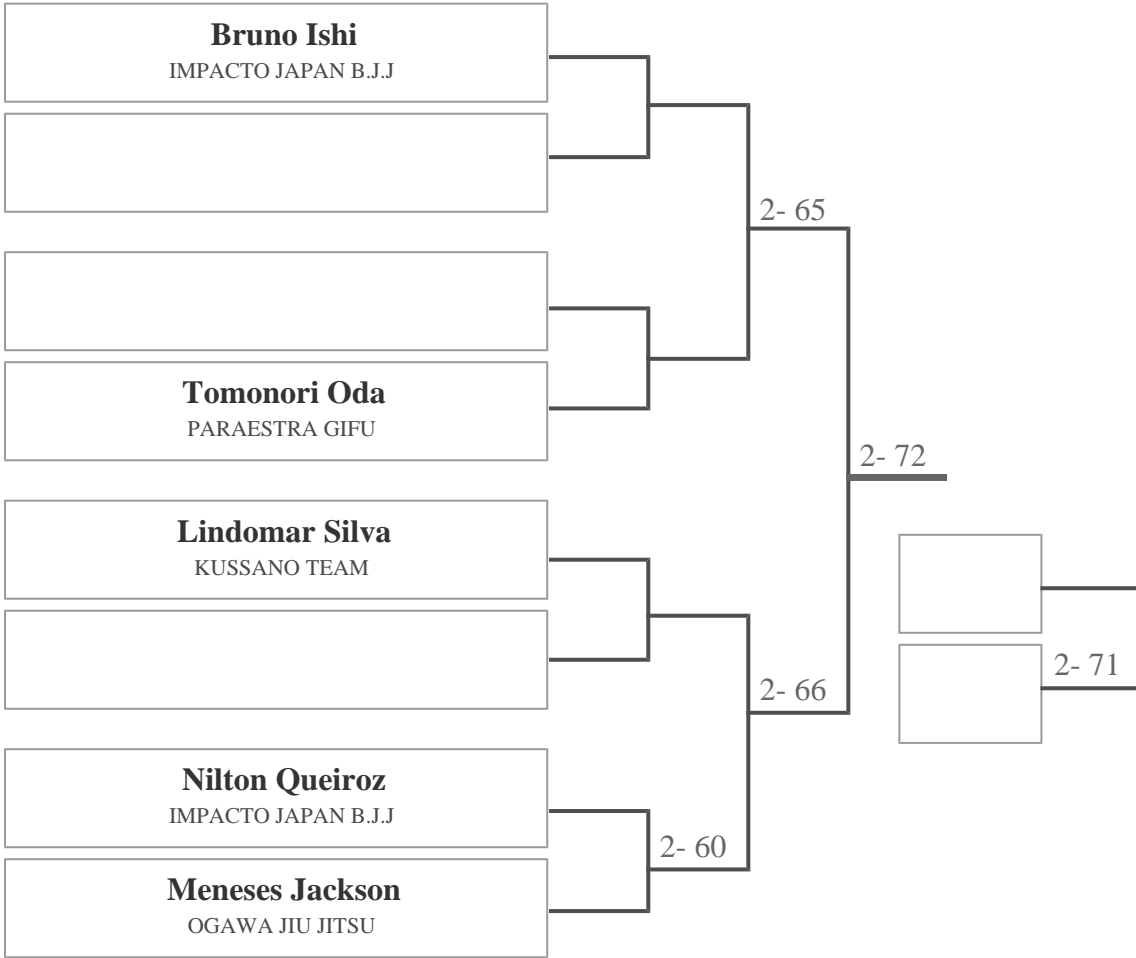 Bruno Ishi
IMPACTO JAPAN B.J.J
2- 65
Tomonori Oda
PARAESTRA GIFU
2- 72
Lindomar Silva
KUSSANO TEAM
2- 71
2- 66
Nilton Queiroz
IMPACTO JAPAN B.J.J
2- 60
Meneses Jackson
OGAWA JIU JITSU